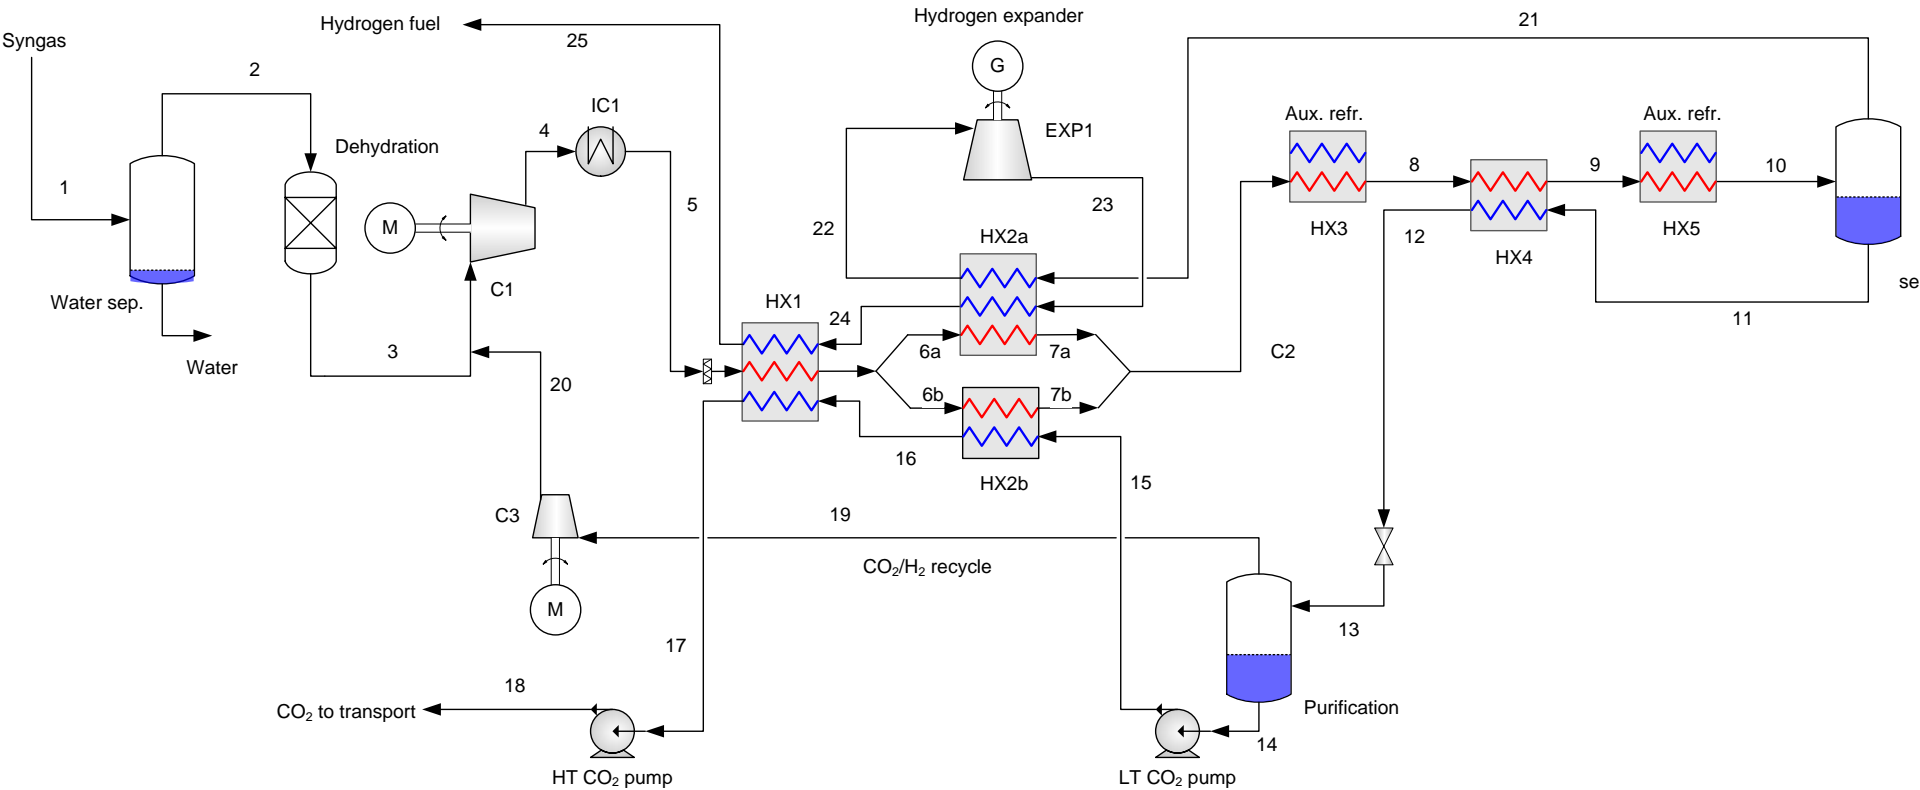 Hydrogen expander
21
Hydrogen fuel
25
Syngas
2
G
IC1
4
EXP1
Aux. refr.
Aux. refr.
Dehydration
8
9
10
1
5
M
22
23
HX2a
HX3
12
HX4
HX5
C1
Water sep.
HX1
se
24
11
3
6a
7a
C2
Water
20
6b
7b
16
HX2b
15
C3
19
CO₂/H₂ recycle
M
13
17
18
CO₂ to transport
Purification
14
HT CO₂ pump
LT CO₂ pump